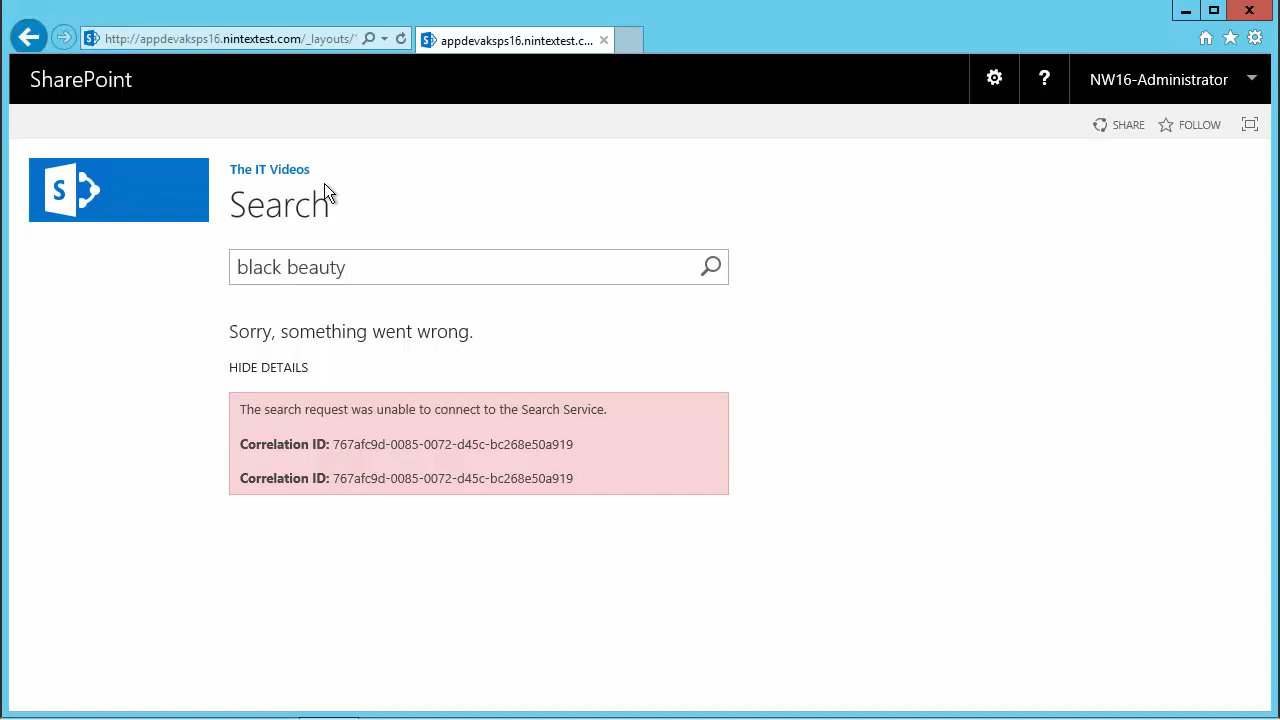 http://appdevaksps16.nintextest.com/_layouts/
appdevaksps16.nintextest.c...
SharePoint
?
NW16-Administrator
SHARE
FOLLOW
S
The IT Videos
Search
black beauty
Sorry, something went wrong.
HIDE DETAILS
The search request was unable to connect to the Search Service.
Correlation ID: 767afc9d-0085-0072-d45c-bc268e50a919
Correlation ID: 767afc9d-0085-0072-d45c-bc268e50a919